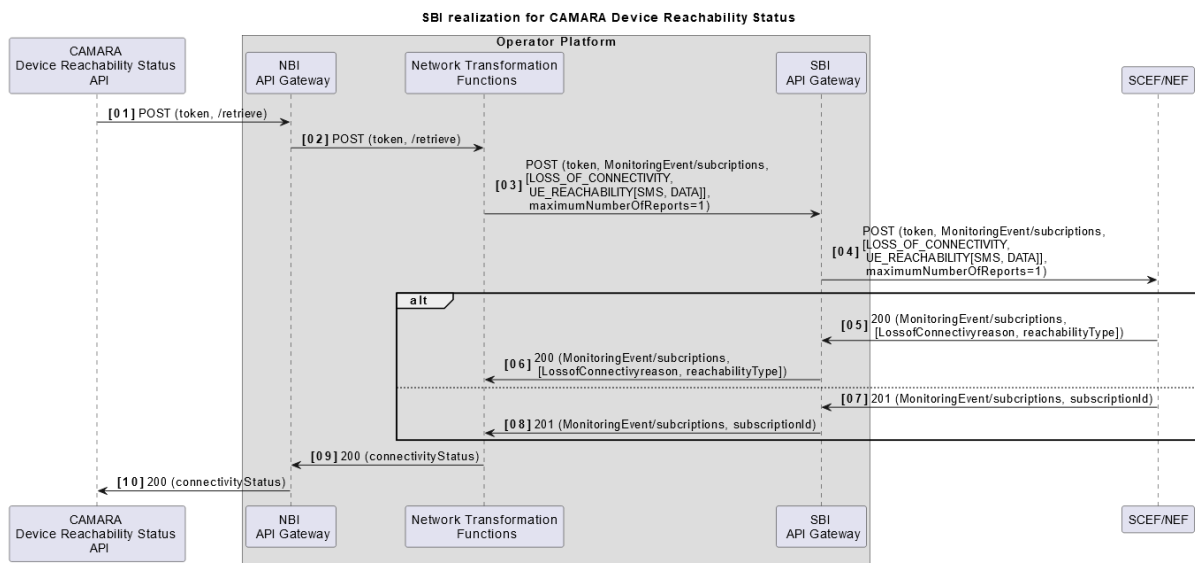 SBI realization for CAMARA Device Reachability Status
Operator Platform
CAMARA
Device Reachability Status
API
NBI
API Gateway
Network Transformation
Functions
SBI
API Gateway
SCEF/NEF
[01] POST (token, /retrieve)
[02] POST (token, /retrieve)
[03] POST (token, MonitoringEvent/subcriptions,
[LOSS_OF_CONNECTIVITY,
UE_REACHABILITY[SMS, DATA]],
maximumNumberOfReports=1)
[04] POST (token, MonitoringEvent/subcriptions,
[LOSS_OF_CONNECTIVITY,
UE_REACHABILITY[SMS, DATA]],
maximumNumberOfReports=1)
alt
[05] 200 (MonitoringEvent/subcriptions,
[LossofConnectivyreason, reachabilityType])
[06] 200 (MonitoringEvent/subcriptions,
[LossofConnectivyreason, reachabilityType])
[07] 201 (MonitoringEvent/subcriptions, subscriptionId)
[08] 201 (MonitoringEvent/subcriptions, subscriptionId)
[09] 200 (connectivityStatus)
[10] 200 (connectivityStatus)
CAMARA
Device Reachability Status
API
NBI
API Gateway
Network Transformation
Functions
SBI
API Gateway
SCEF/NEF